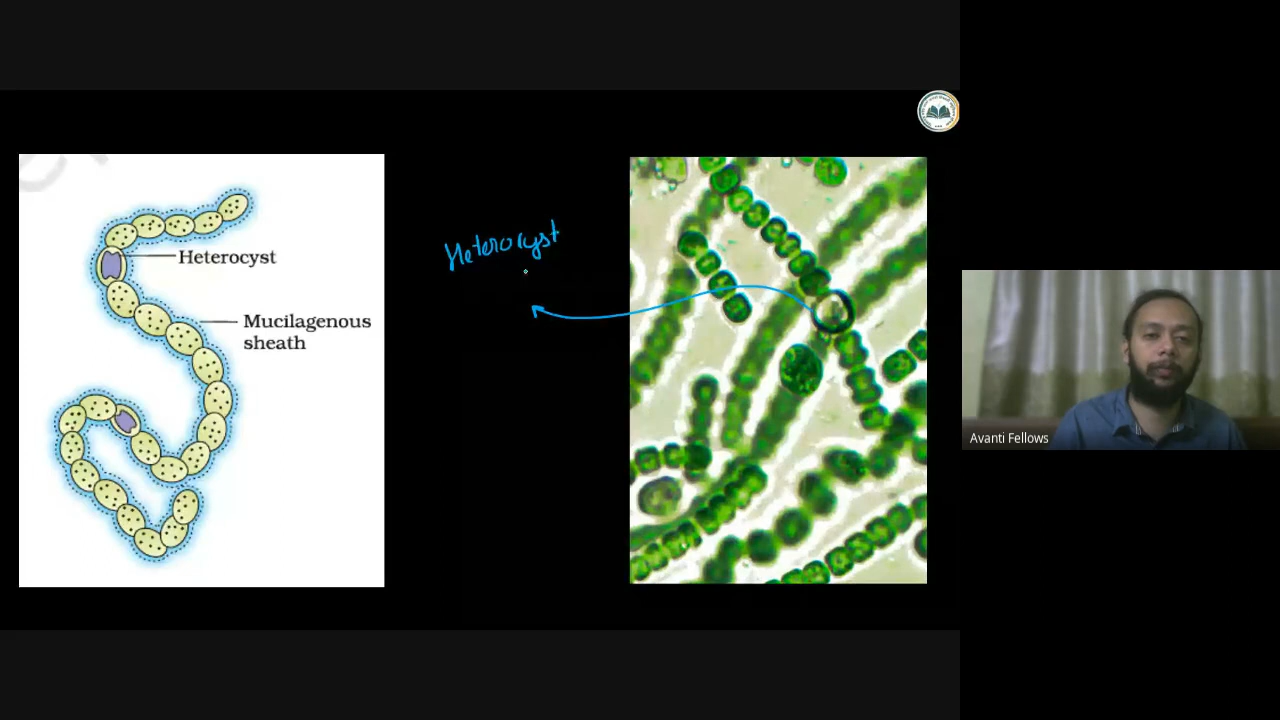 Heterocyst
Mucilagenous
sheath
Heterocyst
Avanti Fellows